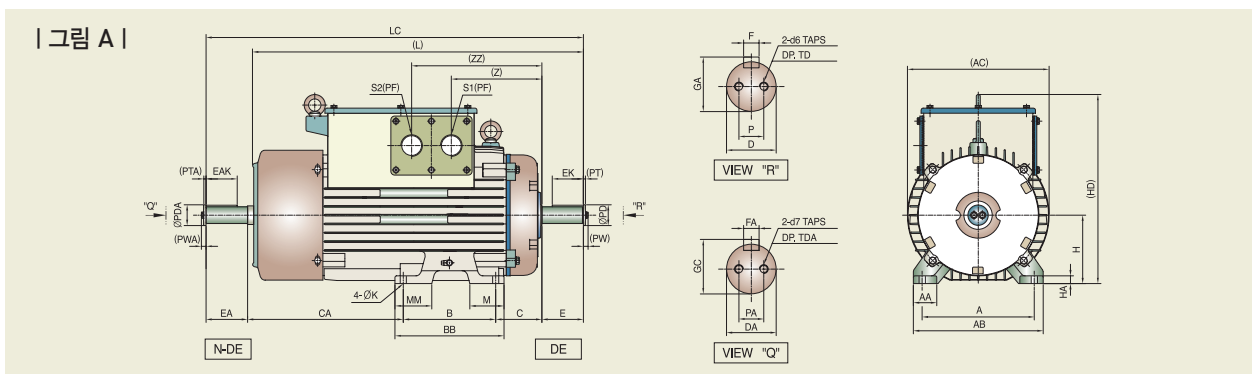 | 그림 A |
LC
(L)
(ZZ)
(Z)
S2(PF)
S1(PF)
(PTA)
EAK
EK
(PT)
"Q"
ØPDA
ØPD
"R"
(PWA)
(PW)
4-ØK
MM
M
EA
CA
B
C
E
BB
N-DE
DE
F
2-d6 TAPS
DP, TD
GA
P
D
VIEW "R"
FA
2-d7 TAPS
DP, TDA
GC
PA
DA
VIEW "Q"
(AC)
(HD)
H
HA
AA
A
AB